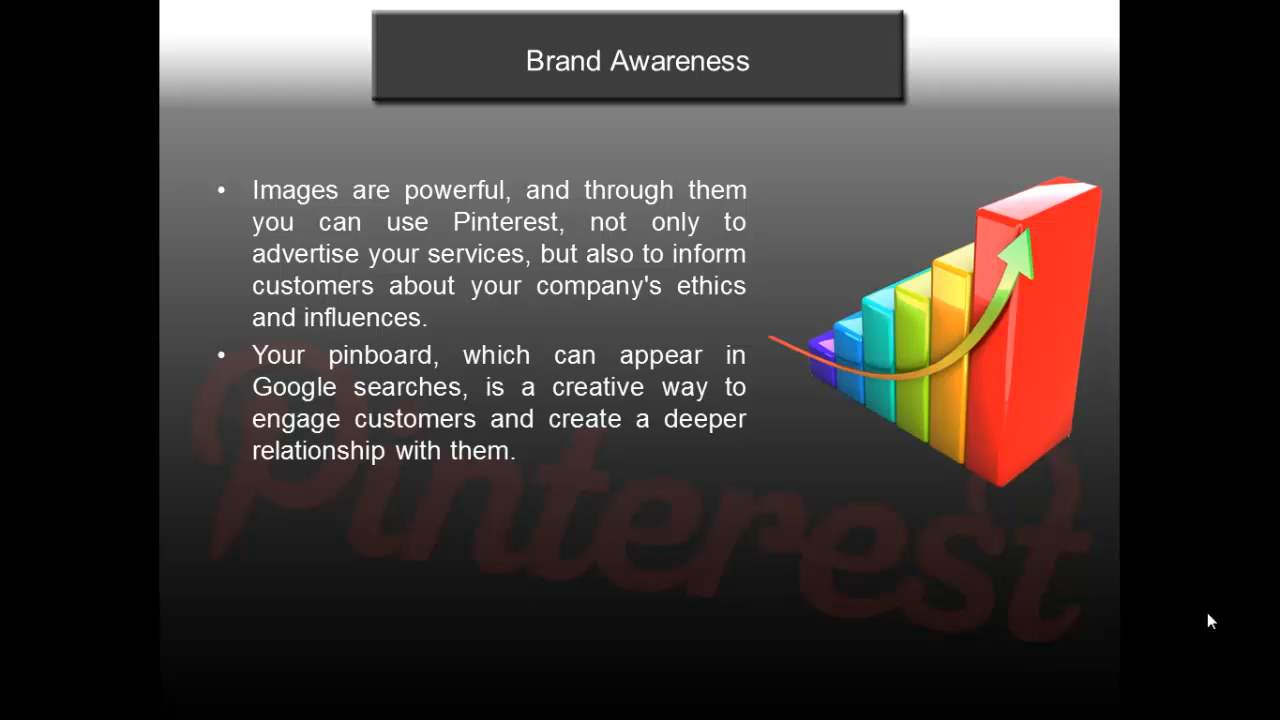 Brand Awareness
• Images are powerful, and through them
you can use Pinterest, not only to
advertise your services, but also to inform
customers about your company's ethics
and influences.
• Your pinboard, which can appear in
Google searches, is a creative way to
engage customers and create a deeper
relationship with them.
Pinterest